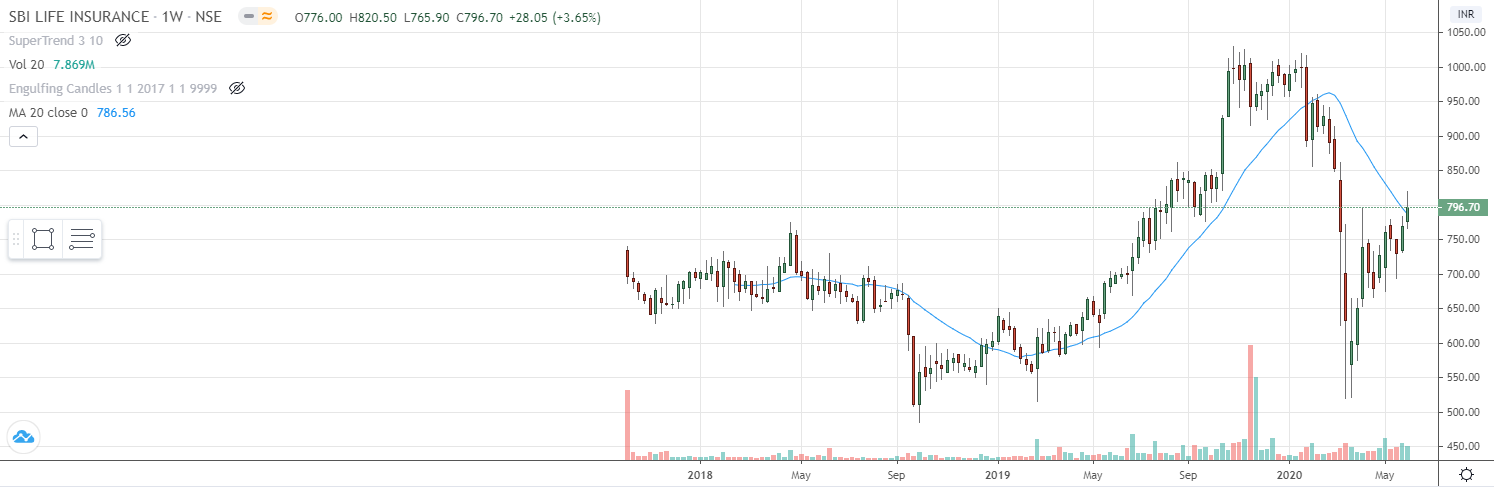 SBI LIFE INSURANCE · 1W · NSE O776.00 H820.50 L765.90 C796.70 +28.05 (+3.65%)
SuperTrend 3 10
Vol 20 7.869M
Engulfing Candles 1 1 2017 1 1 9999
MA 20 close 0 786.56
INR
1050.00
1000.00
950.00
900.00
850.00
796.70
750.00
700.00
650.00
600.00
550.00
500.00
450.00
2018 May Sep 2019 May Sep 2020 May